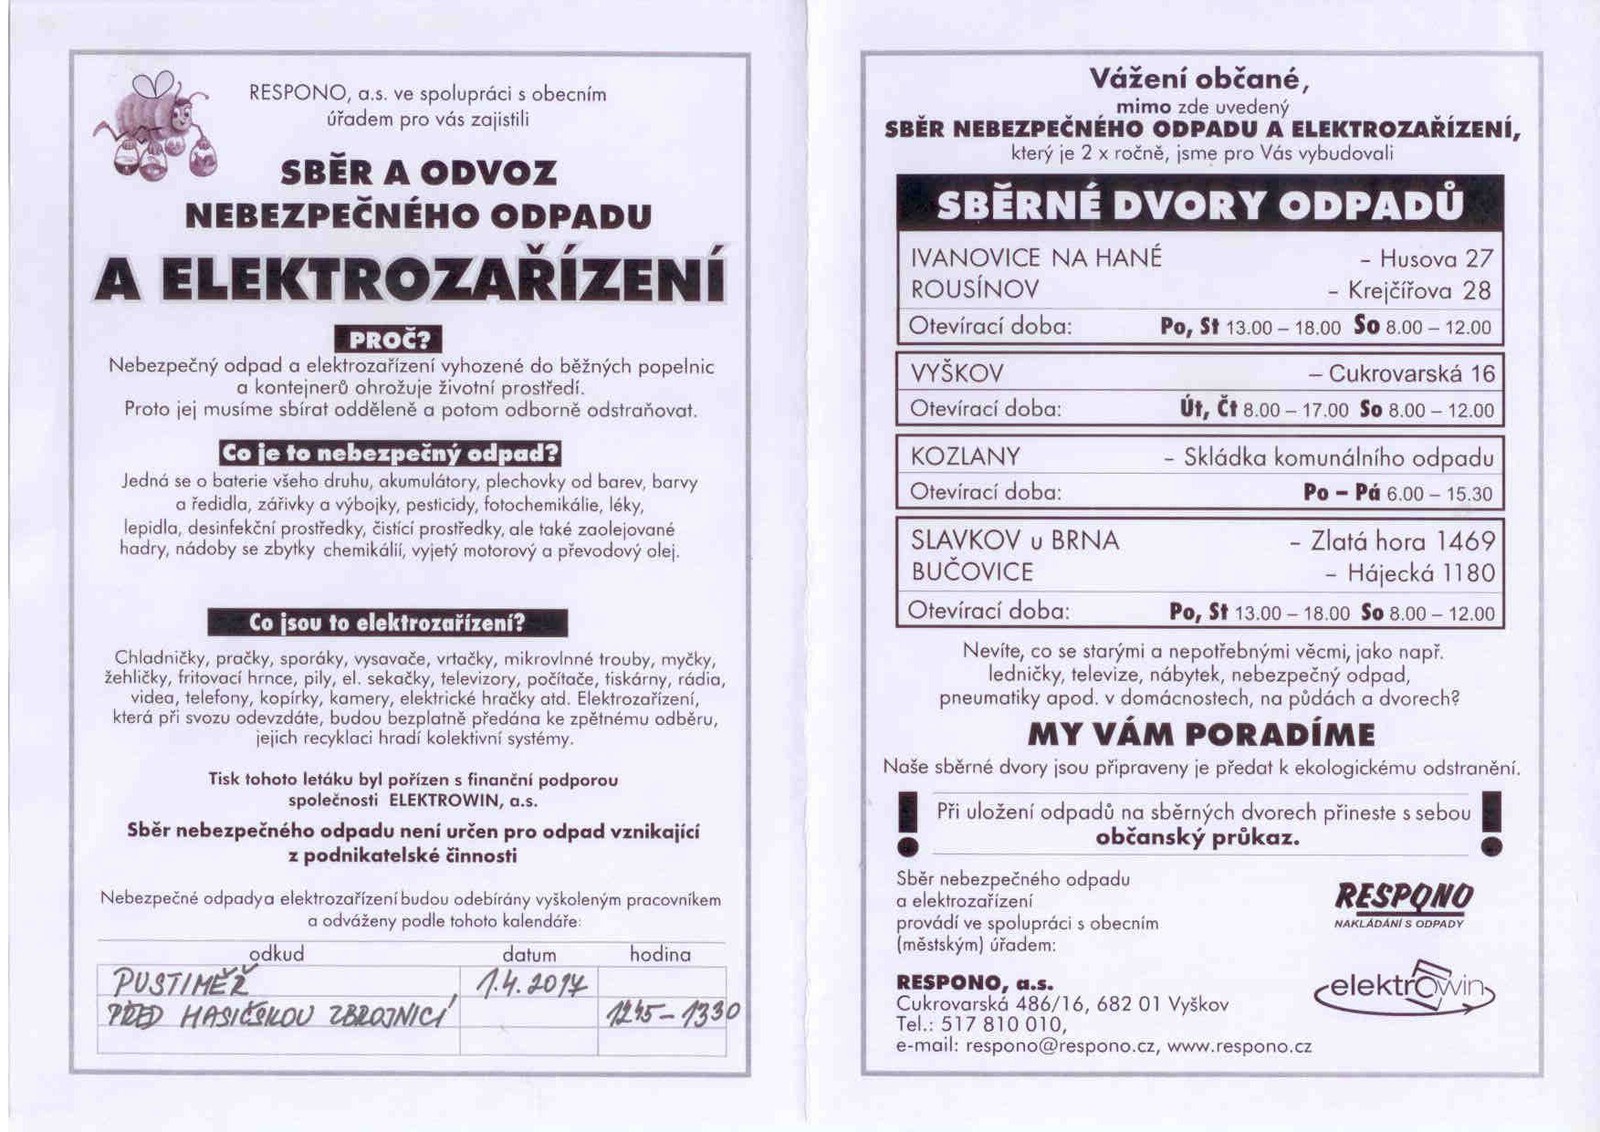 RESPONO, a.s. ve spolupráci s obecním
úřadem pro vás zajistili
SBĚR A ODVOZ
NEBEZPEČNÉHO ODPADU
A ELEKTROZAŘÍZENÍ
PROČ?
Nebezpečný odpad a elektrozařízení vyhozené do běžných popelnic
a kontejnerů ohrožuje životní prostředí.
Proto jej musíme sbírat odděleně a potom odborně odstraňovat.
Co je to nebezpečný odpad?
Jedná se o baterie všeho druhu, akumulátory, plechovky od barev, barvy
a ředidla, zářivky a výbojky, pesticidy, fotochemikálie, léky,
lepidla, desinfekční prostředky, čistící prostředky, ale také zaolejované
hadry, nádoby se zbytky chemikálií, vyjetý motorový a převodový olej.
Co jsou to elektrozařízení?
Chladničky, pračky, sporáky, vysavače, vrtačky, mikrovlnné trouby, myčky,
žehličky, fritovací hrnce, pily, el. sekačky, televizory, počítače, tiskárny, rádia,
videa, telefony, kopírky, kamery, elektrické hračky atd. Elektrozařízení,
která při svozu odevzdáte, budou bezplatně předána ke zpětnému odběru,
jejich recyklaci hradí kolektivní systémy.
Tisk tohoto letáku byl pořízen s finanční podporou
společnosti ELEKTROWIN, a.s.
Sběr nebezpečného odpadu není určen pro odpad vznikající
z podnikatelské činnosti
Nebezpečné odpadya elektrozařízení budou odebírány vyškoleným pracovníkem
a odváženy podle tohoto kalendáře:
odkud datum hodina
PUSTIMĚŘ 1.4.2014
PŘED HASIČSKOU ZBROJNICÍ 1245 – 1330
Vážení občané,
mimo zde uvedený
SBĚR NEBEZPEČNÉHO ODPADU A ELEKTROZAŘÍZENÍ,
který je 2 x ročně, jsme pro Vás vybudovali
SBĚRNÉ DVORY ODPADŮ
IVANOVICE NA HANÉ – Husova 27
ROUSÍNOV – Krejčířova 28
Otevírací doba: Po, St 13.00 – 18.00 So 8.00 – 12.00
VYŠKOV – Cukrovarská 16
Otevírací doba: Út, Čt 8.00 – 17.00 So 8.00 – 12.00
KOZLANY – Skládka komunálního odpadu
Otevírací doba: Po – Pá 6.00 – 15.30
SLAVKOV u BRNA – Zlatá hora 1469
BUČOVICE – Hájecká 1180
Otevírací doba: Po, St 13.00 – 18.00 So 8.00 – 12.00
Nevíte, co se starými a nepotřebnými věcmi, jako např.
ledničky, televize, nábytek, nebezpečný odpad,
pneumatiky apod. v domácnostech, na půdách a dvorech?
MY VÁM PORADÍME
Naše sběrné dvory jsou připraveny je předat k ekologickému odstranění.
! Při uložení odpadů na sběrných dvorech přineste s sebou !
občanský průkaz.
Sběr nebezpečného odpadu
a elektrozařízení
provádí ve spolupráci s obecním
(městským) úřadem:
RESPONO
NAKLÁDÁNÍ S ODPADY
RESPONO, a.s.
Cukrovarská 486/16, 682 01 Vyškov
Tel.: 517 810 010,
e-mail: respono@respono.cz, www.respono.cz
elektrowin